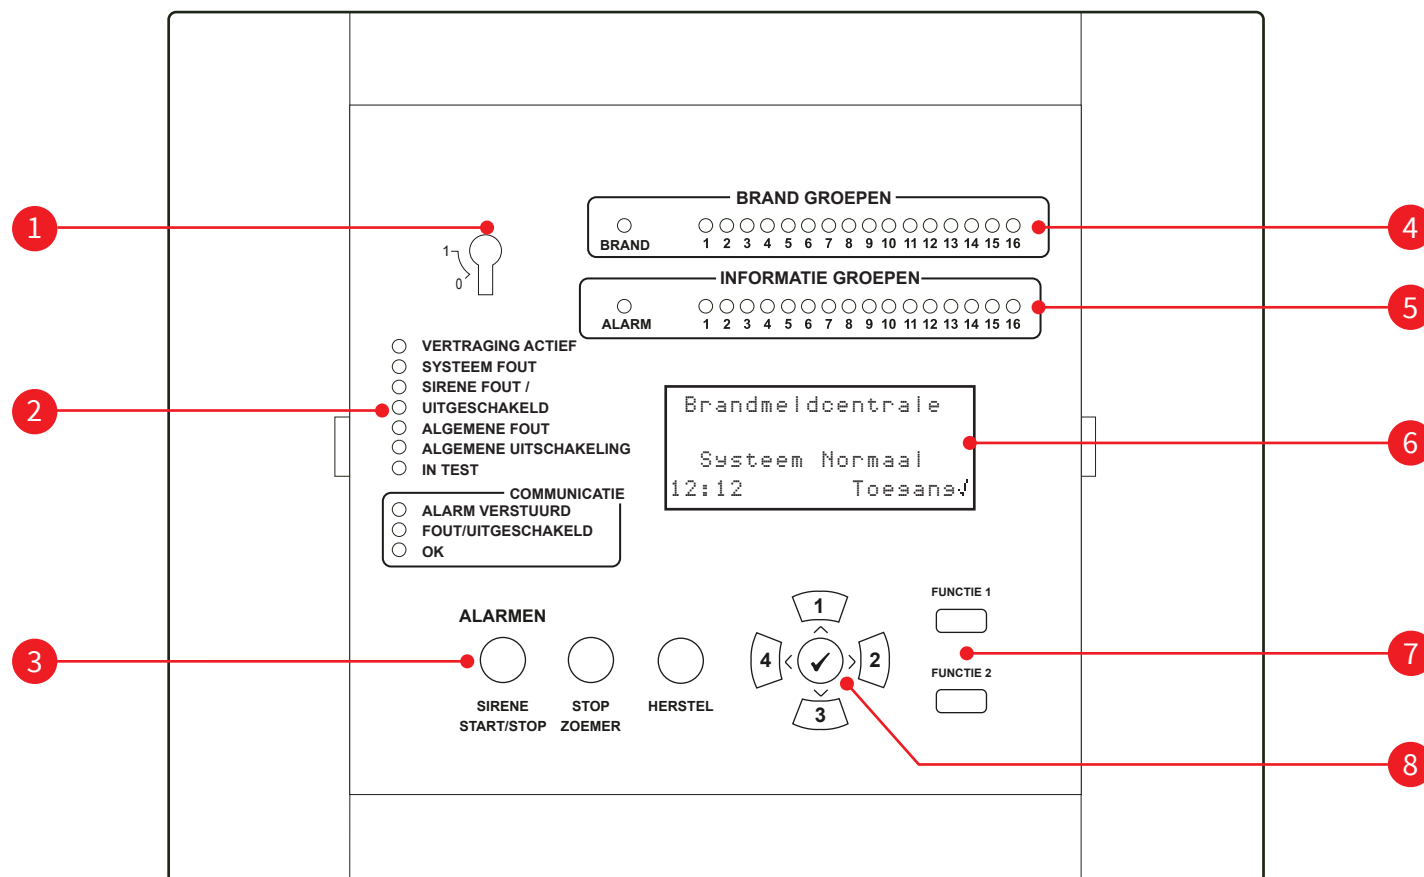 BRAND GROEPEN
BRAND
1 2 3 4 5 6 7 8 9 10 11 12 13 14 15 16
INFORMATIE GROEPEN
ALARM
1 2 3 4 5 6 7 8 9 10 11 12 13 14 15 16
1
4
5
1
0
VERTRAGING ACTIEF
SYSTEEM FOUT
SIRENE FOUT /
UITGESCHAKELD
ALGEMENE FOUT
ALGEMENE UITSCHAKELING
IN TEST
2
COMMUNICATIE
ALARM VERSTUURD
FOUT/UITGESCHAKELD
OK
Brandmeldcentrale
Systeem Normaal
12:12 Toegang√
6
ALARMEN
3
SIRENE
START/STOP
STOP
ZOEMER
HERSTEL
1
4 ✓ 2
3
FUNCTIE 1
FUNCTIE 2
7
8